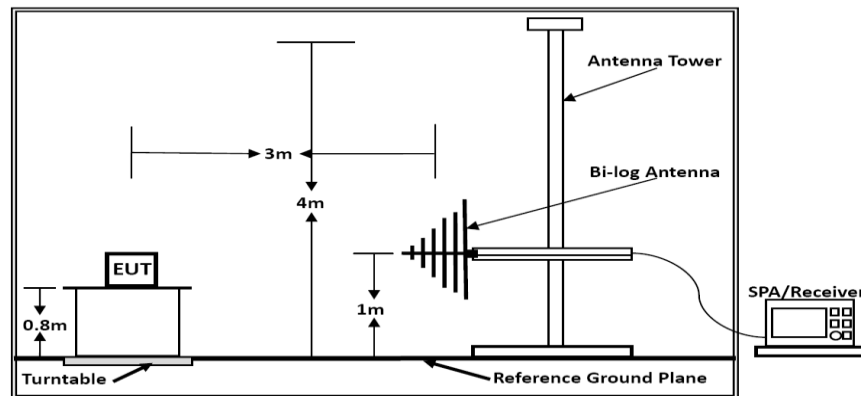 Antenna Tower
3m
Bi-log Antenna
4m
EUT
SPA/Receiver
0.8m
1m
Turntable
Reference Ground Plane